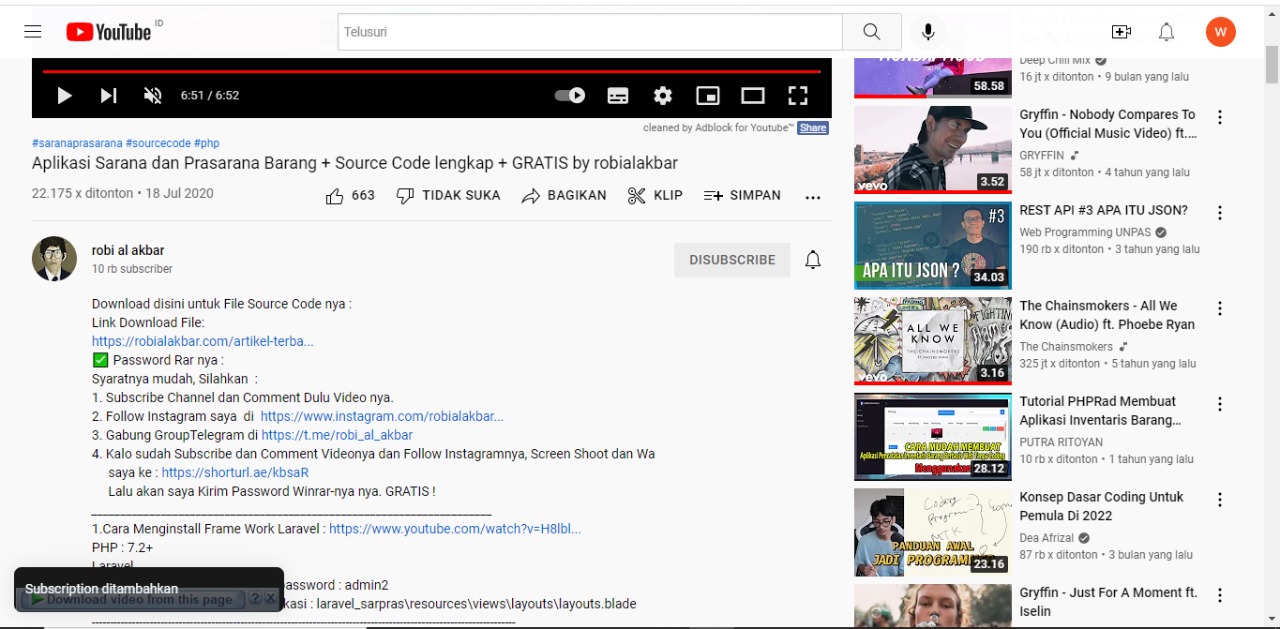 YouTube ID
Telusuri
W
6:51 / 6:52
cleaned by Adblock for Youtube™ Share
#saranaprasarana #sourcecode #php
Aplikasi Sarana dan Prasarana Barang + Source Code lengkap + GRATIS by robialakbar
22.175 x ditonton • 18 Jul 2020
663
TIDAK SUKA
BAGIKAN
KLIP
SIMPAN
robi al akbar
10 rb subscriber
DISUBSCRIBE
Download disini untuk File Source Code nya :
Link Download File:
https://robialakbar.com/artikel-terba...
✅ Password Rar nya :
Syaratnya mudah, Silahkan :
1. Subscribe Channel dan Comment Dulu Video nya.
2. Follow Instagram saya di https://www.instagram.com/robialakbar...
3. Gabung GroupTelegram di https://t.me/robi_al_akbar
4. Kalo sudah Subscribe, Comment Videonya dan Follow Instagramnya, Screen Shoot dan Wa
saya ke : https://shorturl.ae/kbsaR
Lalu akan saya Kirim Password Winrar-nya nya. GRATIS !
1.Cara Menginstall Frame Work Laravel : https://www.youtube.com/watch?v=H8lbl...
PHP : 7.2+
Laravel
assword : admin2
kasi : laravel_sarpras\resources\views\layouts\layouts.blade
Subscription ditambahkan
Download video from this page ? X
Deep Chill Mix
16 jt x ditonton • 9 bulan yang lalu
58.58
Gryffin - Nobody Compares To
You (Official Music Video) ft....
GRYFFIN
58 jt x ditonton • 4 tahun yang lalu
vevo
3.52
REST API #3 APA ITU JSON?
Web Programming UNPAS
190 rb x ditonton • 3 tahun yang lalu
#3
APA ITU JSON ?
34.03
The Chainsmokers - All We
Know (Audio) ft. Phoebe Ryan
The Chainsmokers
325 jt x ditonton • 5 tahun yang lalu
ALL WE
KNOW
vevo
3.16
Tutorial PHPRad Membuat
Aplikasi Inventaris Barang...
PUTRA RITOYAN
10 rb x ditonton • 1 tahun yang lalu
CARA MUDAH MEMBUAT
Menggunakan
28.12
Konsep Dasar Coding Untuk
Pemula Di 2022
Dea Afrizal
87 rb x ditonton • 3 bulan yang lalu
Coding
Program
MTK
PANDUAN AWAL
JADI PROGRAMMER
23.16
Gryffin - Just For A Moment ft.
Iselin